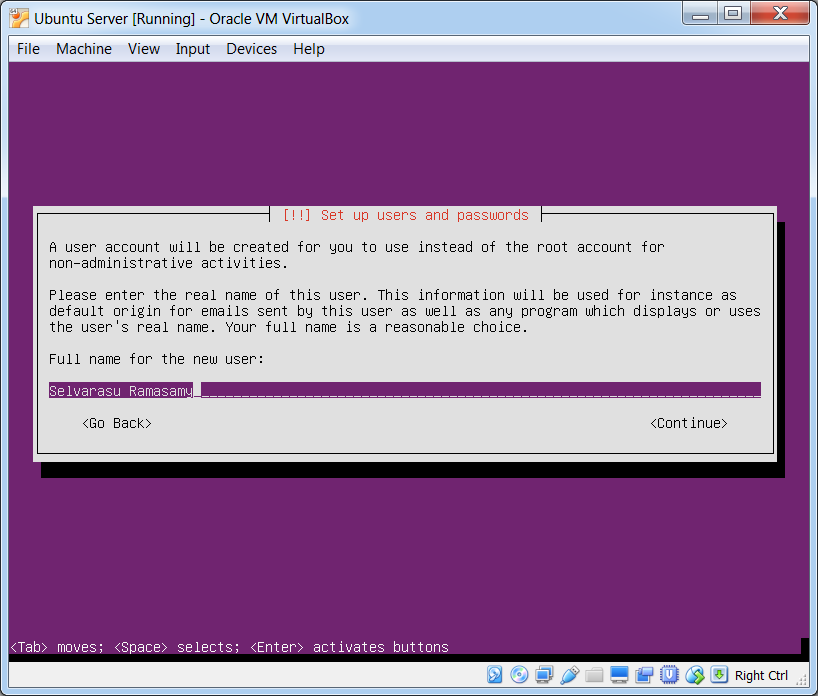 Ubuntu Server [Running] - Oracle VM VirtualBox
File Machine View Input Devices Help
[!!] Set up users and passwords
A user account will be created for you to use instead of the root account for
non-administrative activities.
Please enter the real name of this user. This information will be used for instance as
default origin for emails sent by this user as well as any program which displays or uses
the user's real name. Your full name is a reasonable choice.
Full name for the new user:
Selvarasu Ramasamy
<Go Back> <Continue>
<Tab> moves; <Space> selects; <Enter> activates buttons
Right Ctrl